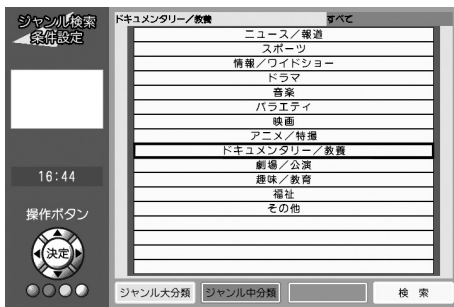 ジャンル検索
条件設定
ドキュメンタリー／教養 すべて
ニュース／報道
スポーツ
情報／ワイドショー
ドラマ
音楽
バラエティ
映画
アニメ／特撮
ドキュメンタリー／教養
劇場／公演
趣味／教育
福祉
その他
16:44
操作ボタン
決定
ジャンル大分類 ジャンル中分類 検 索